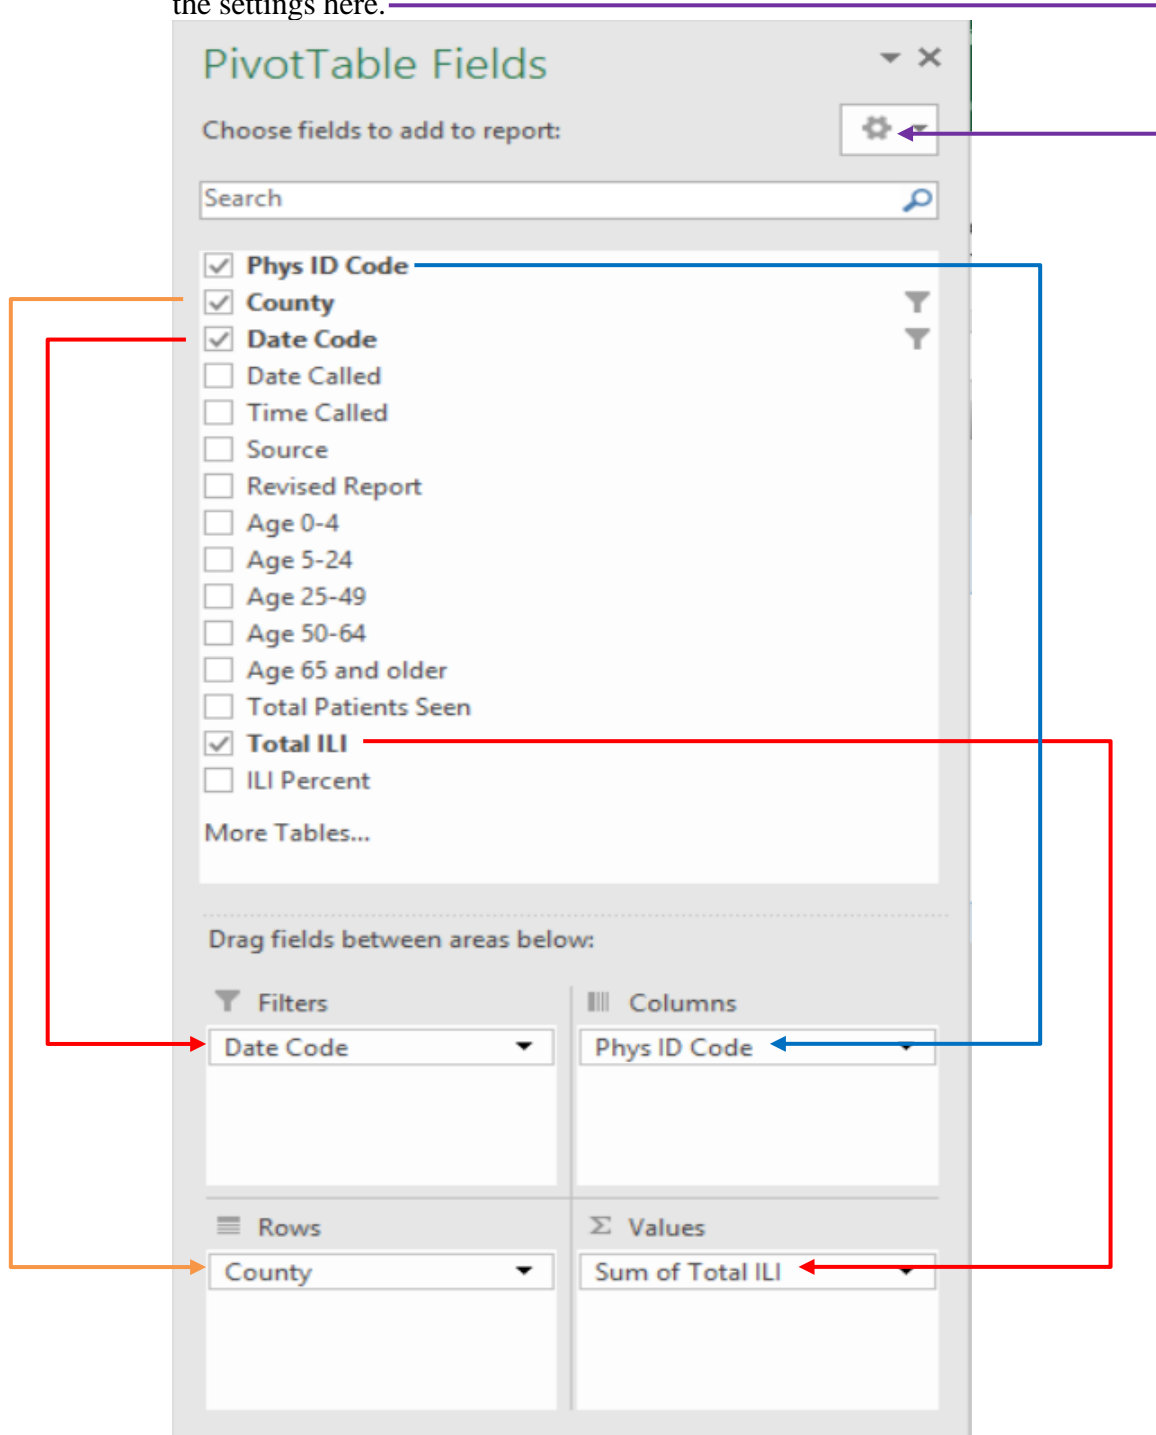 the settings here.
PivotTable Fields
Choose fields to add to report:
Search
Phys ID Code
County
Date Code
Date Called
Time Called
Source
Revised Report
Age 0-4
Age 5-24
Age 25-49
Age 50-64
Age 65 and older
Total Patients Seen
Total ILI
ILI Percent
More Tables...
Drag fields between areas below:
Filters
Columns
Date Code
Phys ID Code
Rows
Σ Values
County
Sum of Total ILI